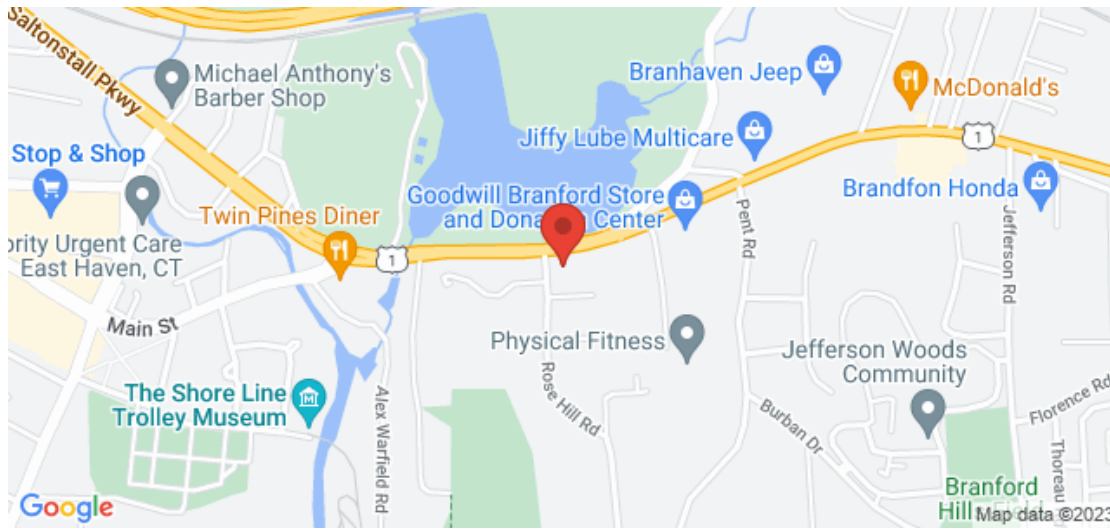 Saltonstall Pkwy
Michael Anthony's
Barber Shop
Branhaven Jeep
McDonald's
Jiffy Lube Multicare
1
Stop & Shop
Goodwill Branford Store
and Donation Center
Brandfon Honda
Twin Pines Diner
Pent Rd
Jefferson Rd
ority Urgent Care
East Haven, CT
1
Main St
Physical Fitness
Jefferson Woods
Community
Rose Hill Rd
The Shore Line
Trolley Museum
M
Alex Warfield Rd
Burban Dr
Florence Rd
Thoreau
Branford
Google
Map data ©2023